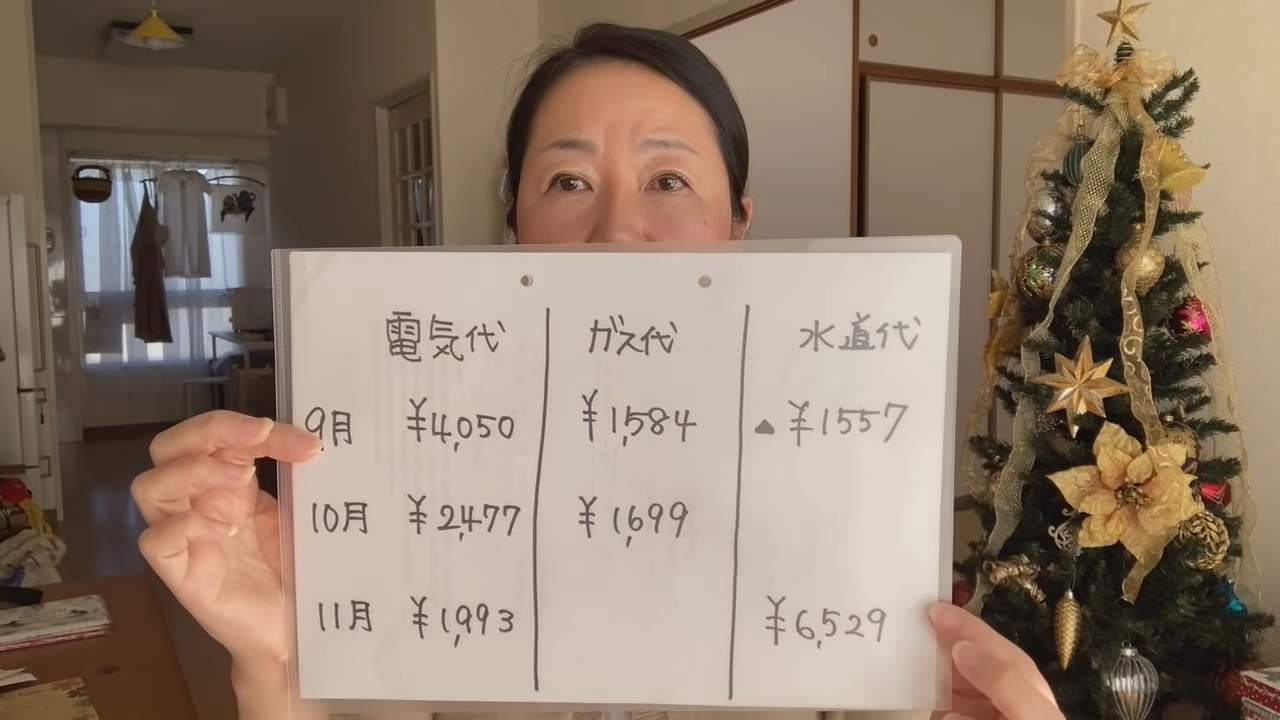 電気代 ガス代 水道代
9月 ¥4,050 ¥1,584 ▲¥1557
10月 ¥2,477 ¥1,699
11月 ¥1,993 ¥6,529